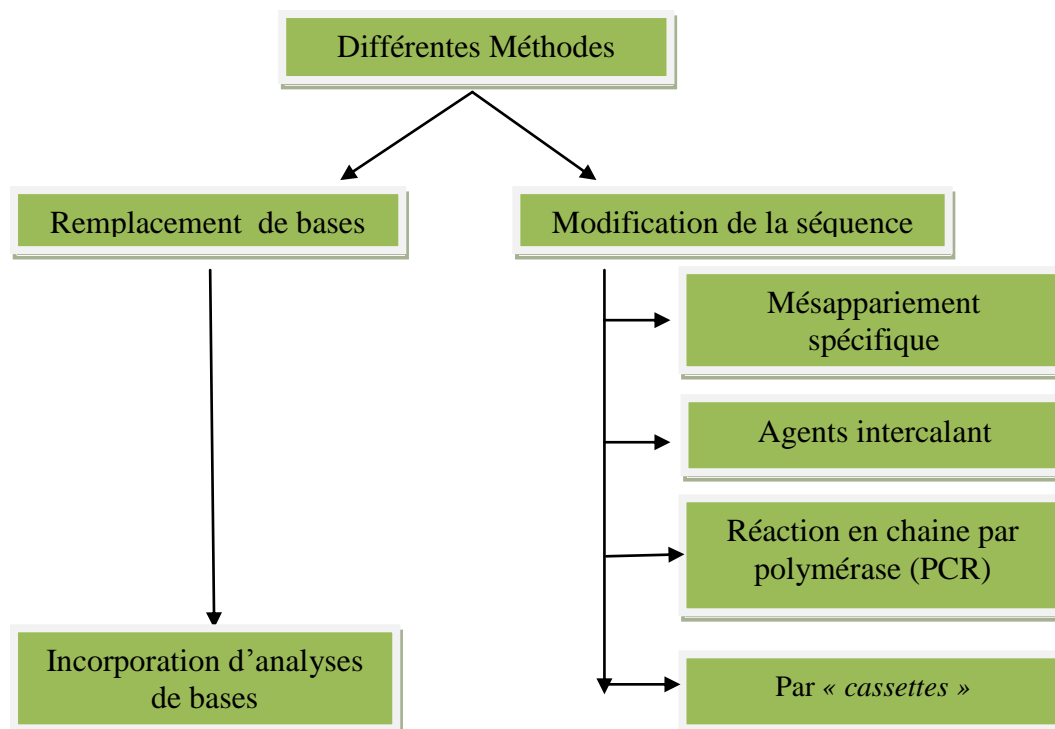 Différentes Méthodes
Remplacement de bases
Modification de la séquence
Mésappariement
spécifique
Agents intercalant
Réaction en chaine par
polymérase (PCR)
Incorporation d’analyses
de bases
Par « cassettes »